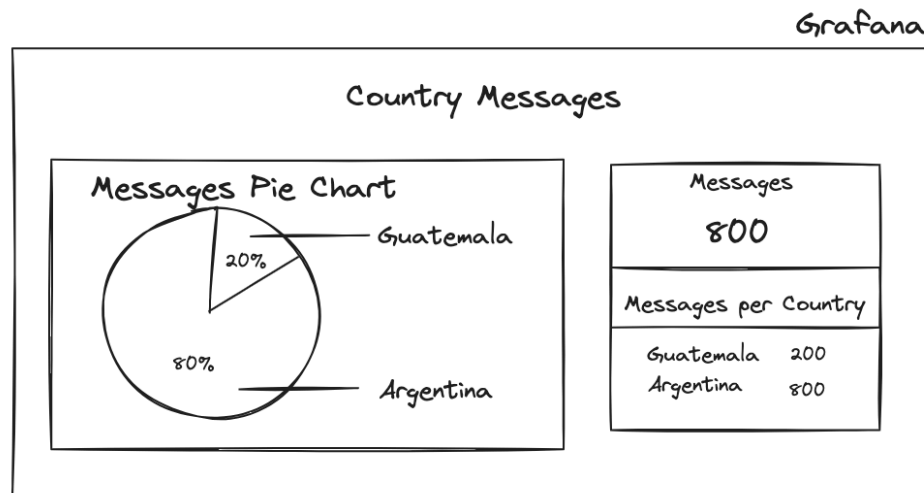 Grafana
Country Messages
Messages Pie Chart
Guatemala
20%
80%
Argentina
Messages
800
Messages per Country
Guatemala 200
Argentina 800